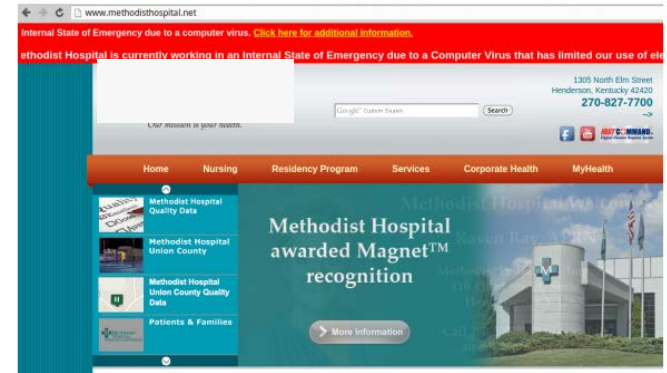 www.methodisthospital.net
Internal State of Emergency due to a computer virus. Click here for additional information.
ethodist Hospital is currently working in an Internal State of Emergency due to a Computer Virus that has limited our use of ele
1305 North Elm Street
Henderson, Kentucky 42420
270-827-7700
-->
Our mission is your health.
Google™ Custom Search
Search
Home Nursing Residency Program Services Corporate Health MyHealth
Methodist Hospital
Quality Data
Methodist Hospital
Union County
Methodist Hospital
Union County Quality
Data
Patients & Families
Methodist Hospital
awarded Magnet™
recognition
More Information